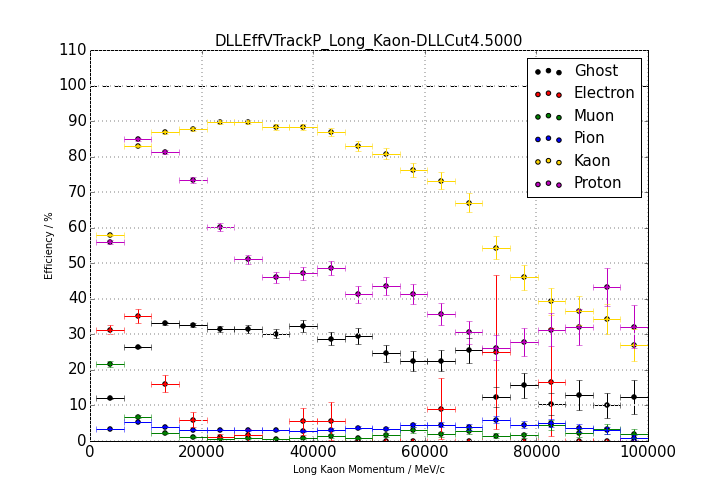 DLLEffVTrackP_Long_Kaon-DLLCut4.5000
110
100
90
80
70
60
50
40
30
20
10
0
Efficiency / %
Ghost
Electron
Muon
Pion
Kaon
Proton
0 20000 40000 60000 80000 100000
Long Kaon Momentum / MeV/c